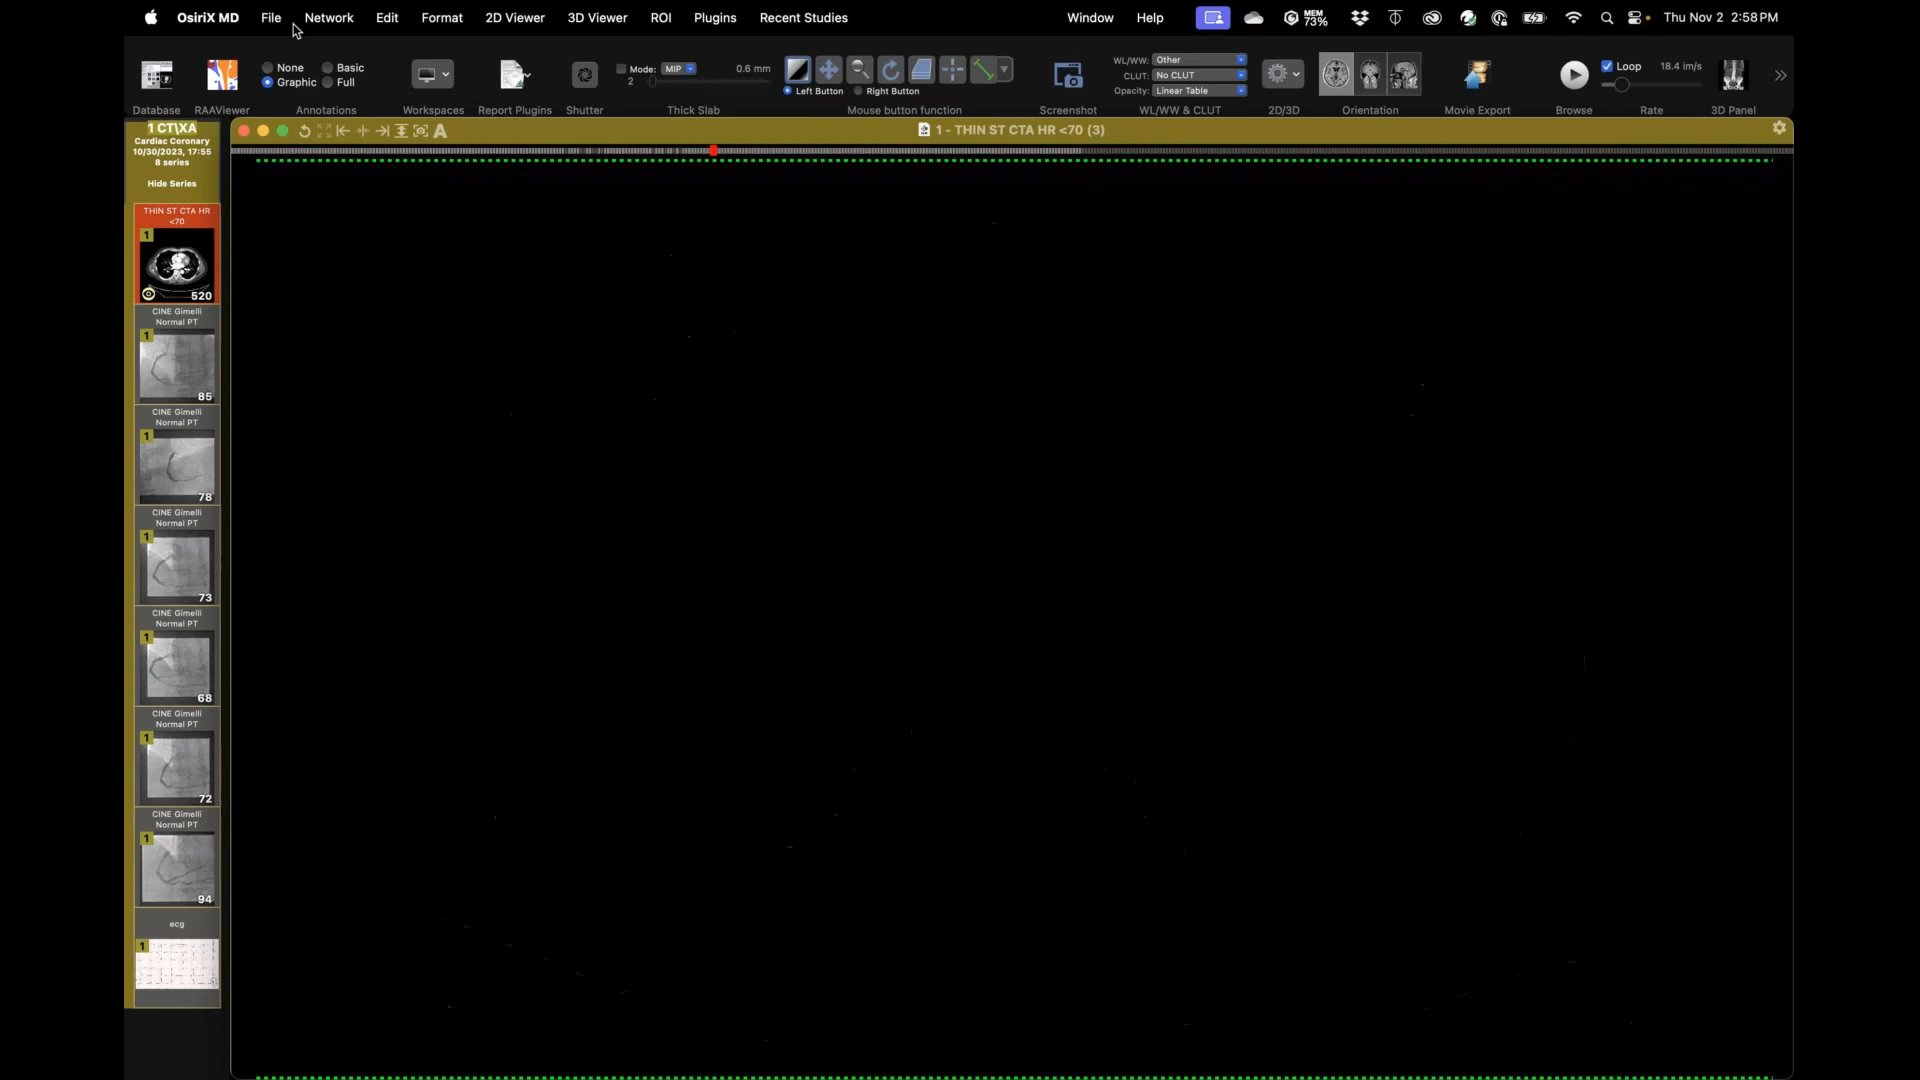 OsiriX MD File Network Edit Format 2D Viewer 3D Viewer ROI Plugins Recent Studies Window Help MEM 73% Thu Nov 2 2:58 PM
None Basic
Graphic Full
Mode: MIP 0.6 mm
2
Left Button Right Button
WL/WW: Other
CLUT: No CLUT
Opacity: Linear Table
Loop 18.4 im/s
Database RAAViewer Annotations Workspaces Report Plugins Shutter Thick Slab Mouse button function Screenshot WL/WW & CLUT 2D/3D Orientation Movie Export Browse Rate 3D Panel
1 CT\XA
Cardiac Coronary
10/30/2023, 17:55
8 series
Hide Series
A
1 - THIN ST CTA HR <70 (3)
THIN ST CTA HR
<70
1
520
CINE Gimelli
Normal PT
1
85
CINE Gimelli
Normal PT
1
78
CINE Gimelli
Normal PT
1
73
CINE Gimelli
Normal PT
1
68
CINE Gimelli
Normal PT
1
72
CINE Gimelli
Normal PT
1
94
ecg
1